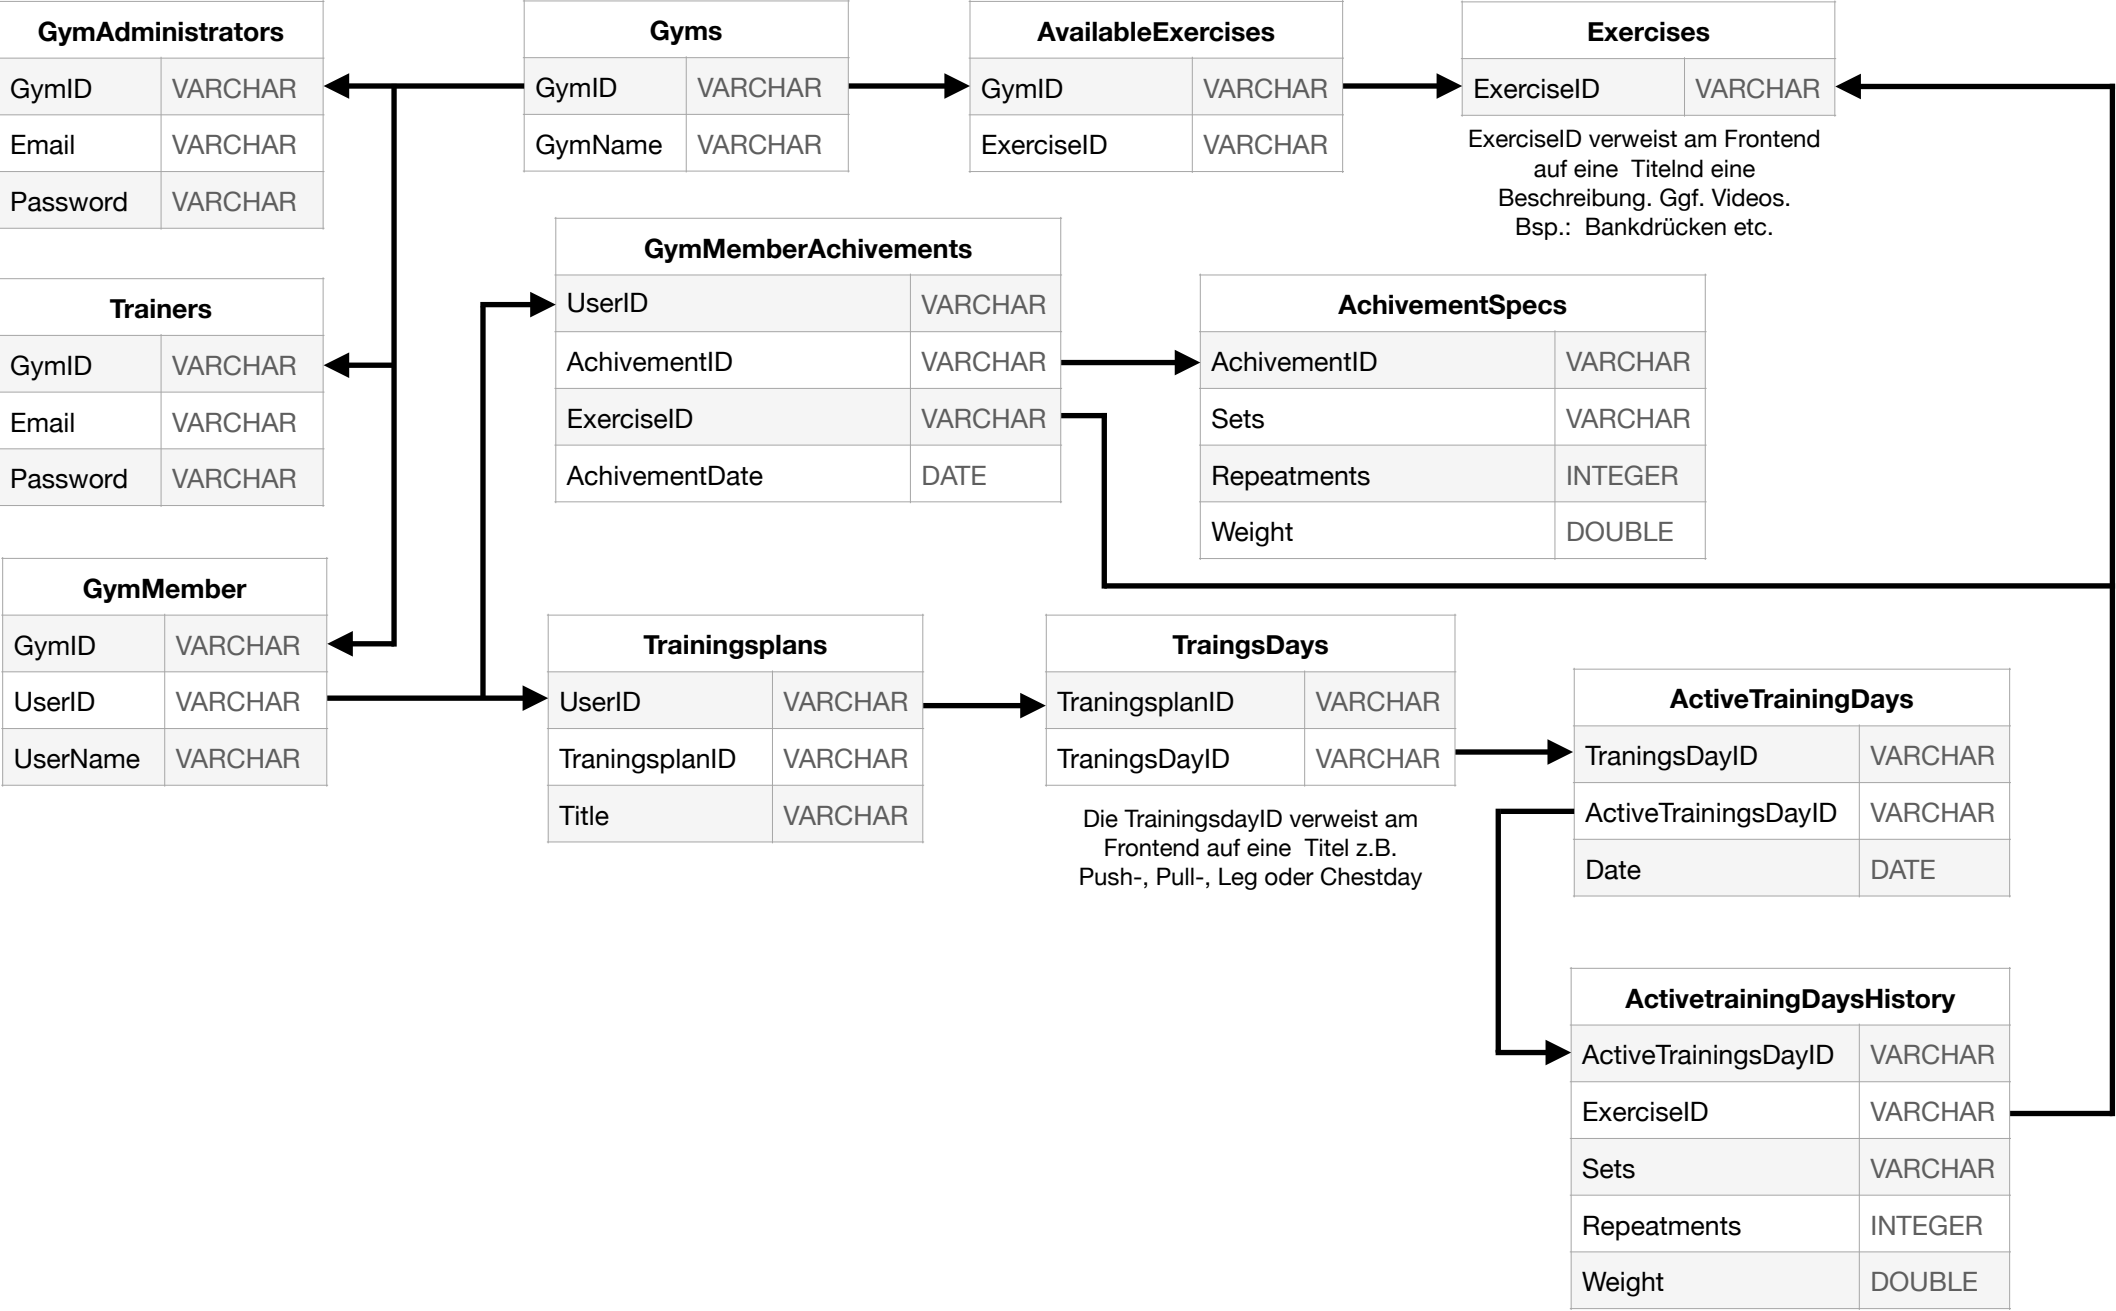 GymAdministrators
GymID VARCHAR
Email VARCHAR
Password VARCHAR
Gyms
GymID VARCHAR
GymName VARCHAR
AvailableExercises
GymID VARCHAR
ExerciseID VARCHAR
Exercises
ExerciseID VARCHAR
ExerciseID verweist am Frontend
auf eine Titelnd eine
Beschreibung. Ggf. Videos.
Bsp.: Bankdrücken etc.
Trainers
GymID VARCHAR
Email VARCHAR
Password VARCHAR
GymMemberAchivements
UserID VARCHAR
AchivementID VARCHAR
ExerciseID VARCHAR
AchivementDate DATE
AchivementSpecs
AchivementID VARCHAR
Sets VARCHAR
Repeatments INTEGER
Weight DOUBLE
GymMember
GymID VARCHAR
UserID VARCHAR
UserName VARCHAR
Trainingsplans
UserID VARCHAR
TraningsplanID VARCHAR
Title VARCHAR
TraingsDays
TraningsplanID VARCHAR
TraningsDayID VARCHAR
Die TrainingsdayID verweist am
Frontend auf eine Titel z.B.
Push-, Pull-, Leg oder Chestday
ActiveTrainingDays
TraningsDayID VARCHAR
ActiveTrainingsDayID VARCHAR
Date DATE
ActivetrainingDaysHistory
ActiveTrainingsDayID VARCHAR
ExerciseID VARCHAR
Sets VARCHAR
Repeatments INTEGER
Weight DOUBLE